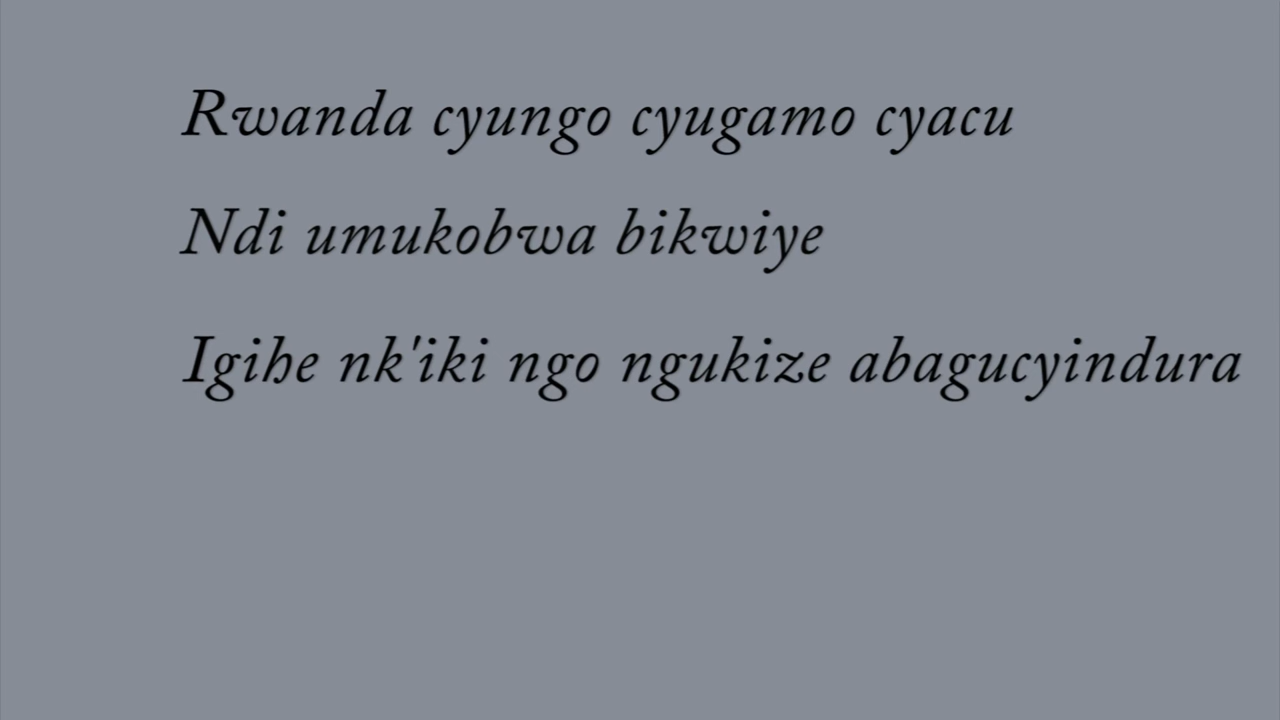 Rwanda cyungo cyugamo cyacu
Ndi umukobwa bikwiye
Igihe nk'iki ngo ngukize abagucyindura